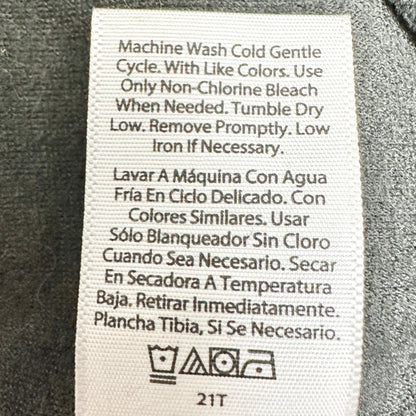 Machine Wash Cold Gentle
Cycle. With Like Colors. Use
Only Non-Chlorine Bleach
When Needed. Tumble Dry
Low. Remove Promptly. Low
Iron If Necessary.
Lavar A Máquina Con Agua
Fría En Ciclo Delicado. Con
Colores Similares. Usar
Sólo Blanqueador Sin Cloro
Cuando Sea Necesario. Secar
En Secadora A Temperatura
Baja. Retirar Inmediatamente.
Plancha Tibia, Si Se Necesario.
21T